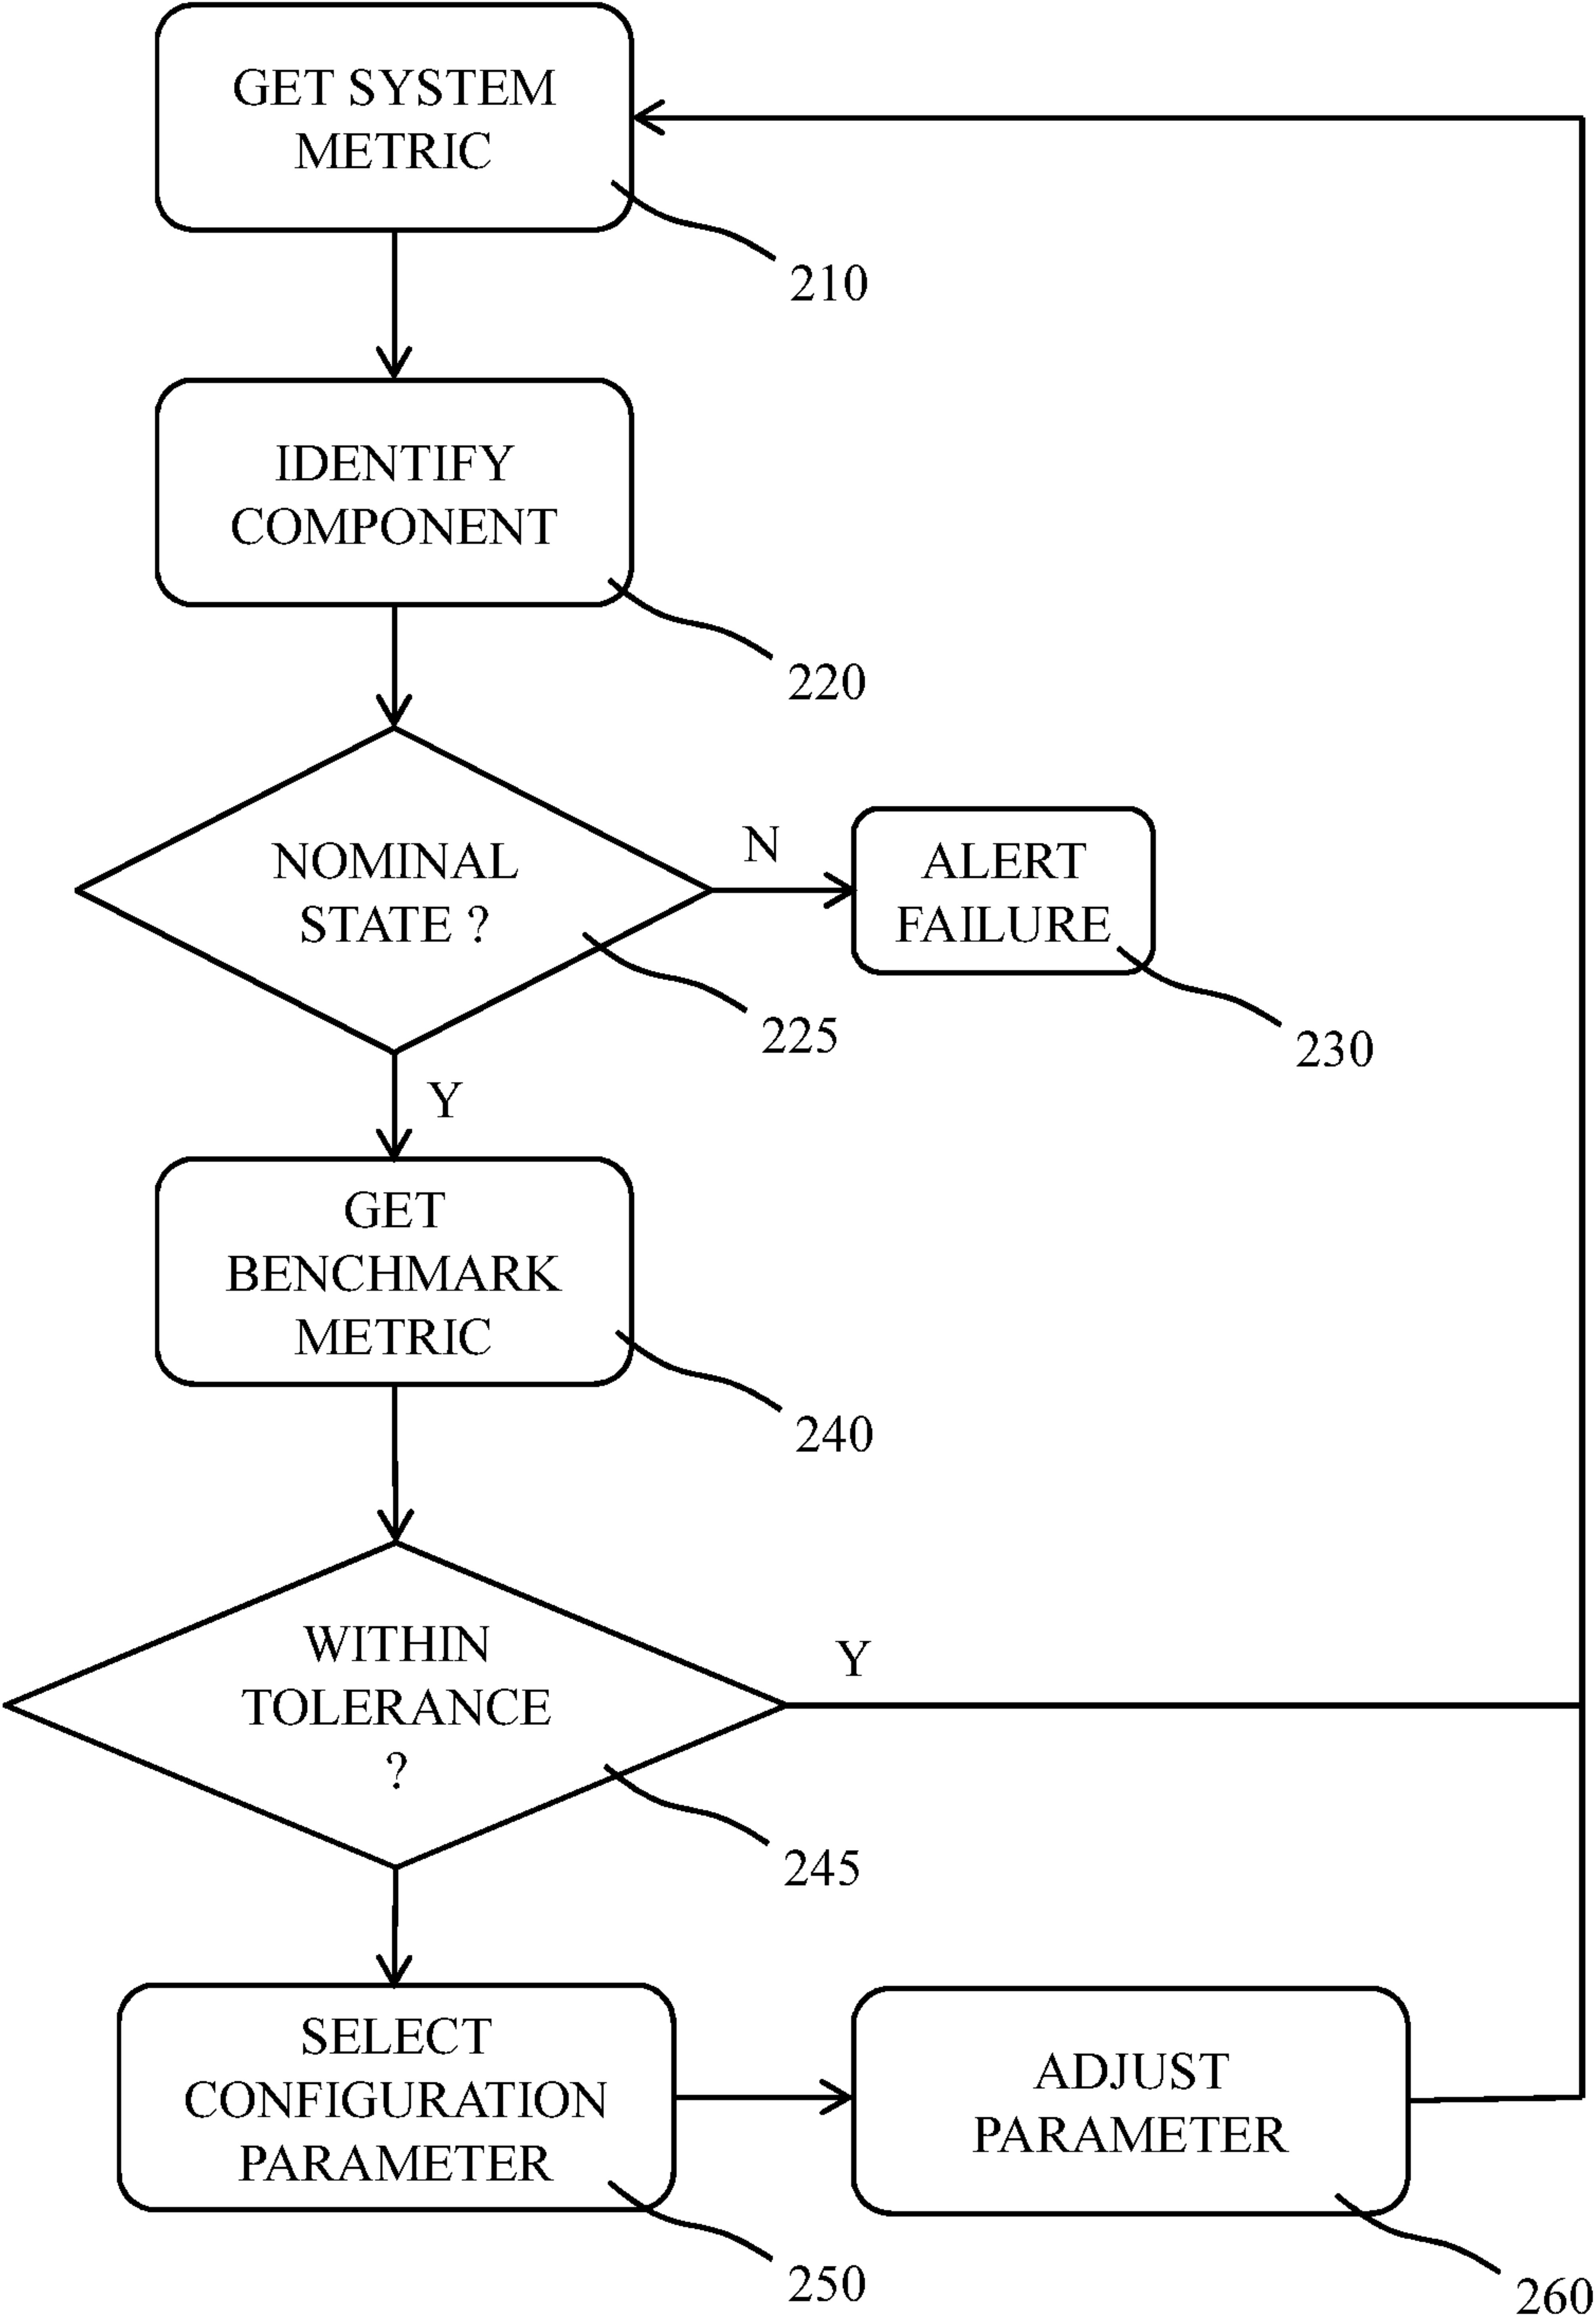 GET SYSTEM
METRIC
210
IDENTIFY
COMPONENT
220
NOMINAL
STATE ?
225
N
ALERT
FAILURE
230
Y
GET
BENCHMARK
METRIC
240
WITHIN
TOLERANCE
?
245
Y
SELECT
CONFIGURATION
PARAMETER
250
ADJUST
PARAMETER
260